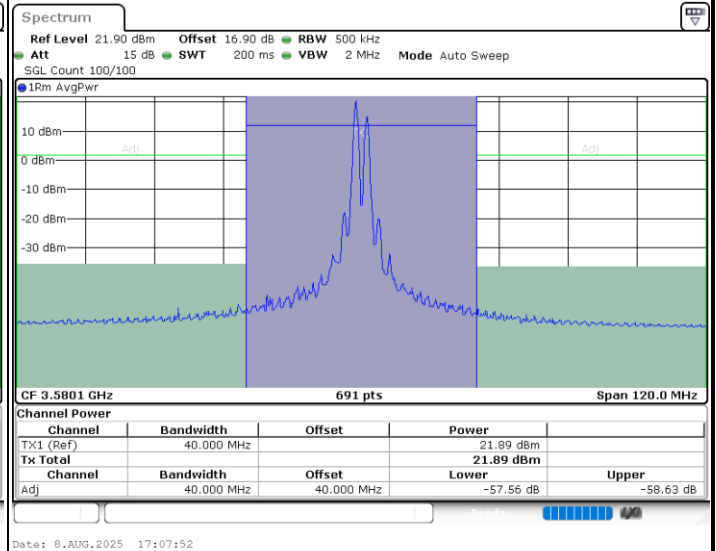 Spectrum
Ref Level 21.90 dBm Offset 16.90 dB RBW 500 kHz
Att 15 dB SWT 200 ms VBW 2 MHz Mode Auto Sweep
SGL Count 100/100
1Rm AvgPwr
10 dBm
Adj Adj
0 dBm
-10 dBm
-20 dBm
-30 dBm
CF 3.5801 GHz 691 pts Span 120.0 MHz
Channel Power
Channel Bandwidth Offset Power
TX1 (Ref) 40.000 MHz 21.89 dBm
Tx Total 21.89 dBm
Channel Bandwidth Offset Lower Upper
Adj 40.000 MHz 40.000 MHz -57.56 dB -58.63 dB
Ready
Date: 8.AUG.2025 17:07:52